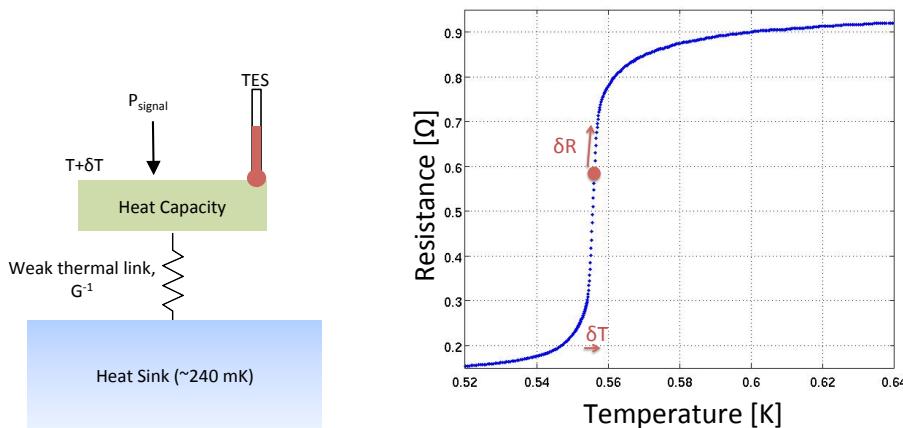 TES
P_signal
T+δT
Heat Capacity
Weak thermal link,
G⁻¹
Heat Sink (~240 mK)
Resistance [Ω]
0.9
0.8
0.7
0.6
0.5
0.4
0.3
0.2
δR
δT
0.52 0.54 0.56 0.58 0.6 0.62 0.64
Temperature [K]